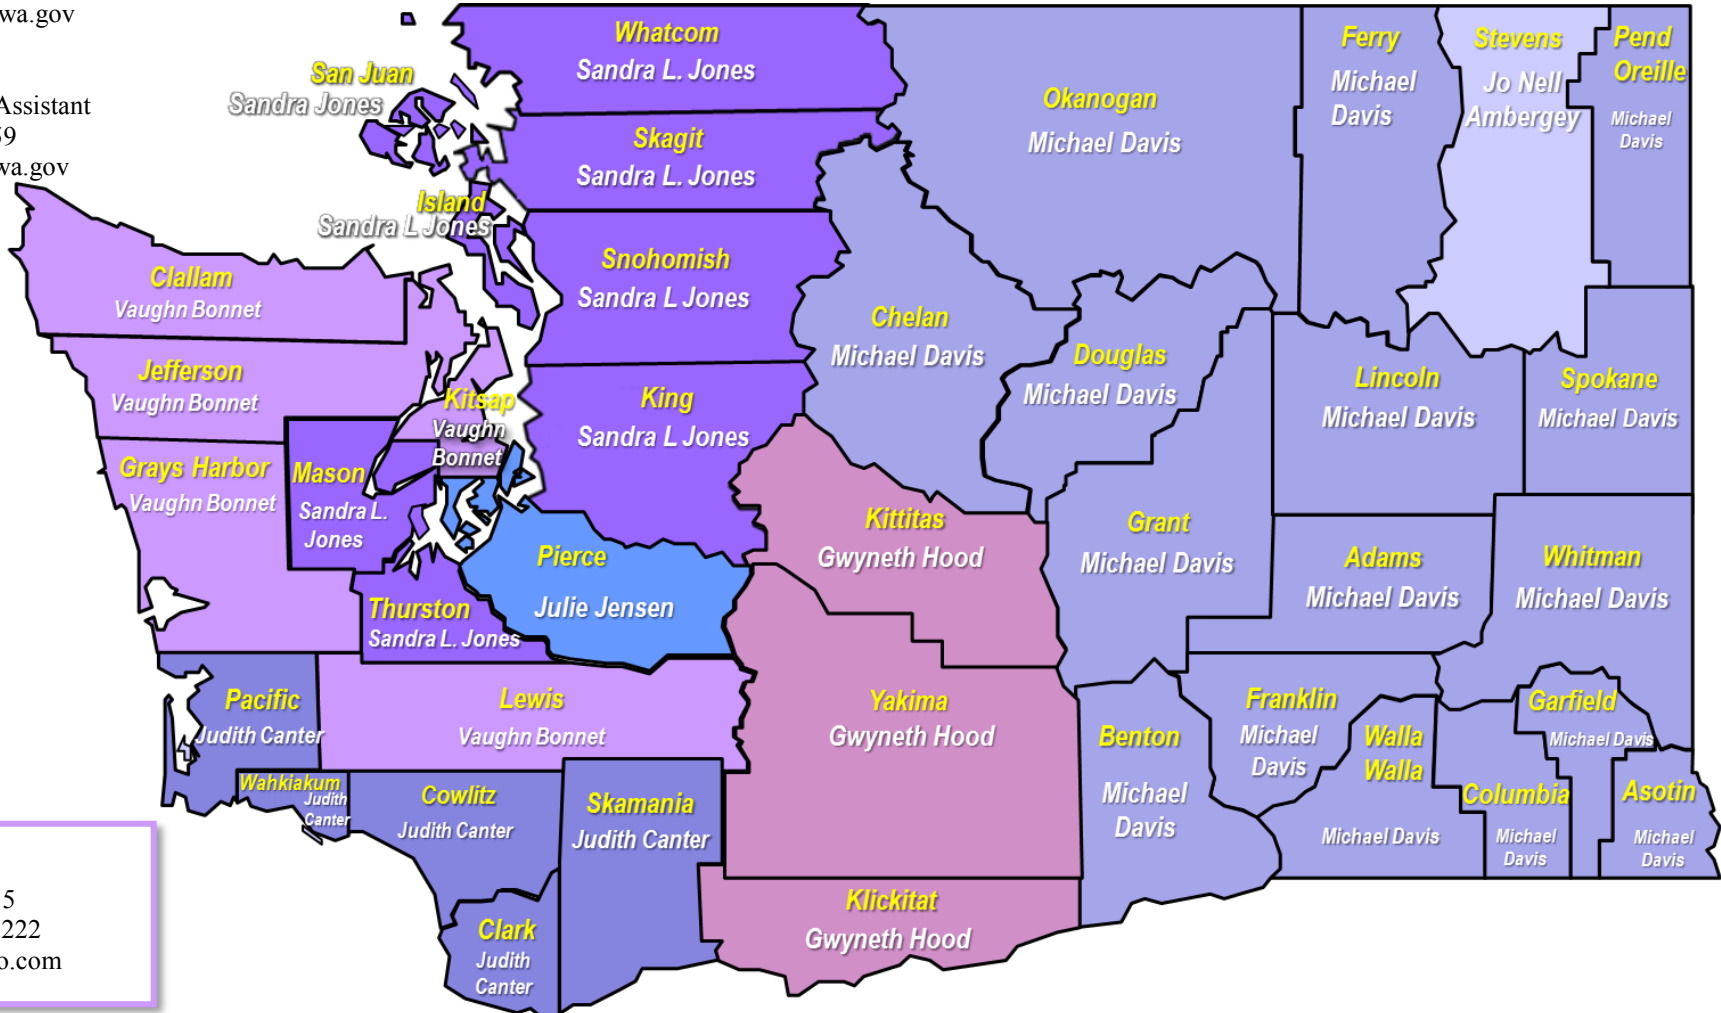 wa.gov
Assistant
59
wa.gov
Whatcom
Sandra L. Jones
San Juan
Sandra Jones
Skagit
Sandra L. Jones
Island
Sandra L Jones
Snohomish
Sandra L Jones
King
Sandra L Jones
Clallam
Vaughn Bonnet
Jefferson
Vaughn Bonnet
Kitsap
Vaughn
Bonnet
Grays Harbor
Vaughn Bonnet
Mason
Sandra L.
Jones
Thurston
Sandra L. Jones
Pierce
Julie Jensen
Pacific
Judith Canter
Lewis
Vaughn Bonnet
Wahkiakum
Judith
Canter
Cowlitz
Judith Canter
Skamania
Judith Canter
Clark
Judith
Canter
Okanogan
Michael Davis
Chelan
Michael Davis
Douglas
Michael Davis
Kittitas
Gwyneth Hood
Yakima
Gwyneth Hood
Klickitat
Gwyneth Hood
Ferry
Michael
Davis
Stevens
Jo Nell
Ambergey
Pend
Oreille
Michael
Davis
Lincoln
Michael Davis
Spokane
Michael Davis
Grant
Michael Davis
Adams
Michael Davis
Whitman
Michael Davis
Benton
Michael
Davis
Franklin
Michael
Davis
Walla
Walla
Michael Davis
Columbia
Michael
Davis
Garfield
Michael Davis
Asotin
Michael
Davis
5
222
o.com